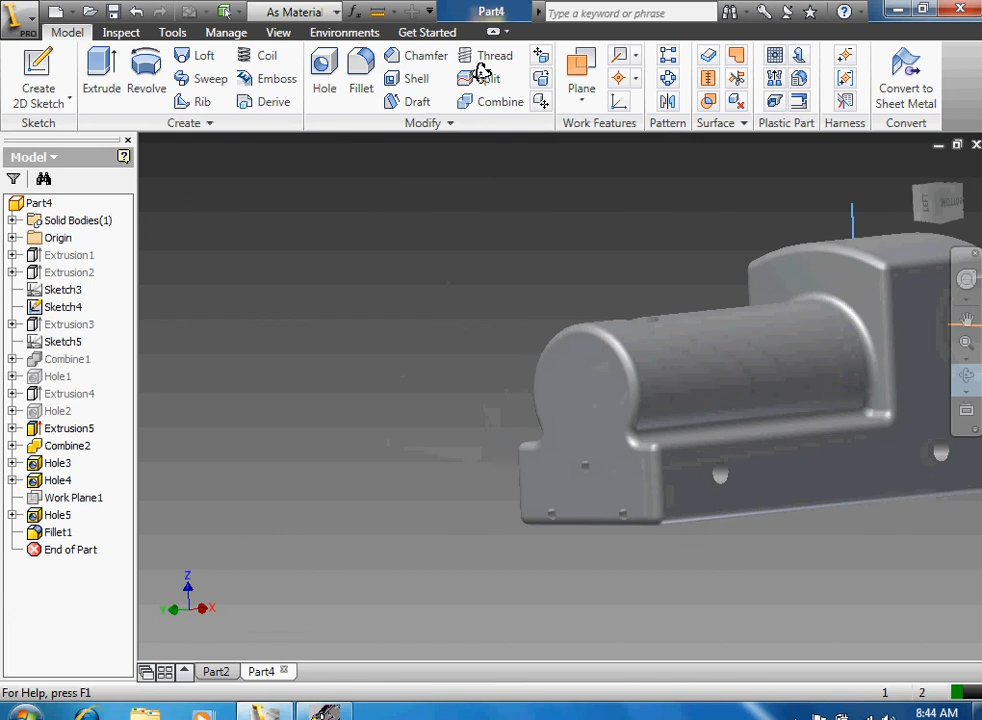 As Material
Part4
Type a keyword or phrase
PRO
Model
Inspect
Tools
Manage
View
Environments
Get Started
Create
2D Sketch
Extrude
Revolve
Loft
Sweep
Rib
Coil
Emboss
Derive
Hole
Fillet
Chamfer
Shell
Draft
Thread
Split
Combine
Plane
Convert to
Sheet Metal
Sketch
Create
Modify
Work Features
Pattern
Surface
Plastic Part
Harness
Convert
Model
Part4
Solid Bodies(1)
Origin
Extrusion1
Extrusion2
Sketch3
Sketch4
Extrusion3
Sketch5
Combine1
Hole1
Extrusion4
Hole2
Extrusion5
Combine2
Hole3
Hole4
Work Plane1
Hole5
Fillet1
End of Part
LEFT
BOTTOM
Z
Y
X
Part2
Part4
For Help, press F1
1
2
8:44 AM